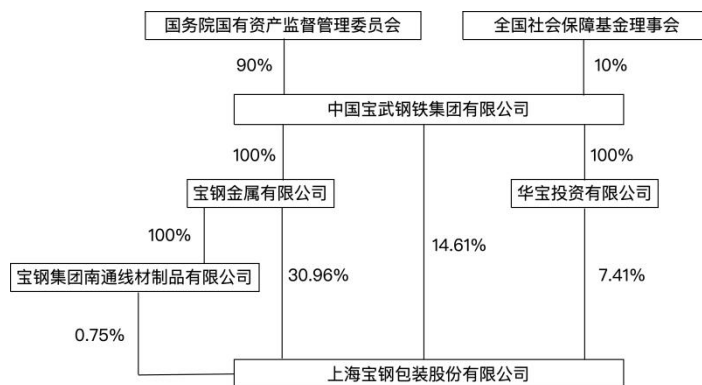 国务院国有资产监督管理委员会
全国社会保障基金理事会
90%
10%
中国宝武钢铁集团有限公司
100%
100%
宝钢金属有限公司
华宝投资有限公司
100%
14.61%
宝钢集团南通线材制品有限公司
30.96%
7.41%
0.75%
上海宝钢包装股份有限公司